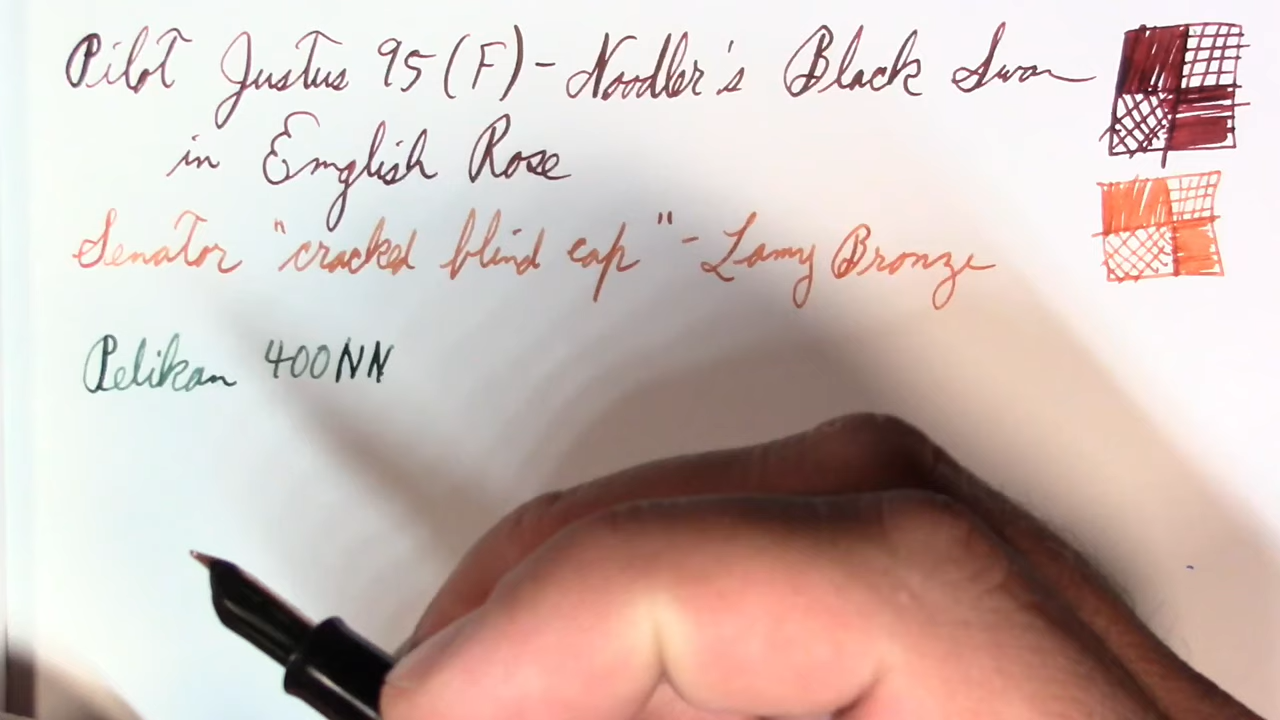 Pilot Justus 95 (F) - Noodler's Black Swan
in English Rose
Senator "cracked blind cap" - Lamy Bronze
Pelikan 400NN